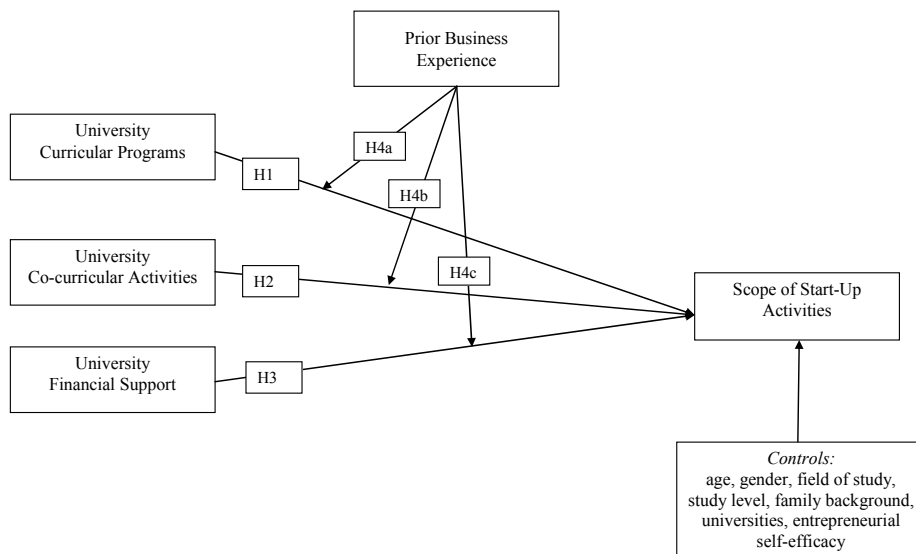 Prior Business
Experience
University
Curricular Programs
H4a
H1
H4b
University
Co-curricular Activities
H4c
H2
Scope of Start-Up
Activities
University
Financial Support
H3
Controls:
age, gender, field of study,
study level, family background,
universities, entrepreneurial
self-efficacy